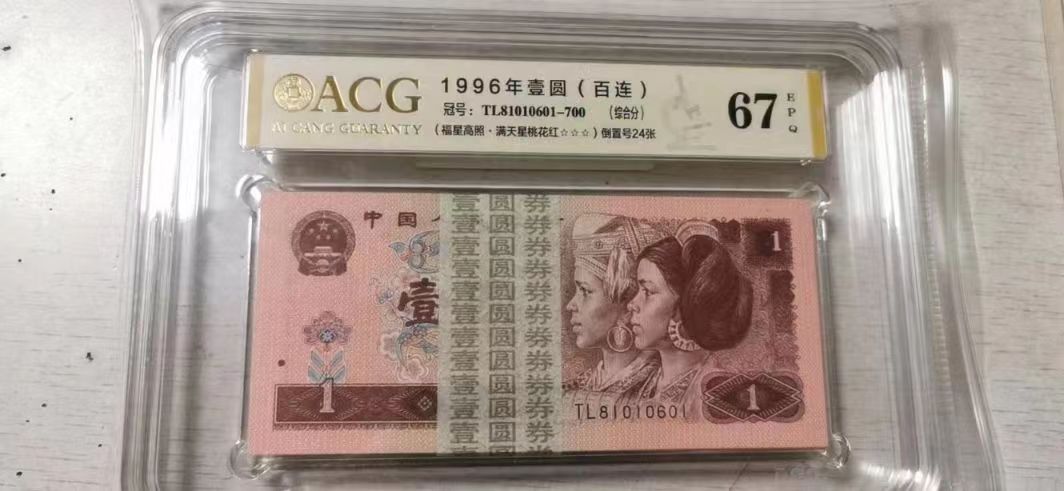 ACG
AI CANG GUARANTY
1996年壹圆（百连）
冠号：TL81010601-700 （综合分）
（福星高照·满天星桃花红☆☆☆）倒置号24张
67
EPQ
中国
壹
1
壹圆券
壹圆券
壹圆券
壹圆券
壹圆券
壹圆券
壹圆券
壹圆券
壹圆券
壹圆券
壹圆券
1
TL81010601
1